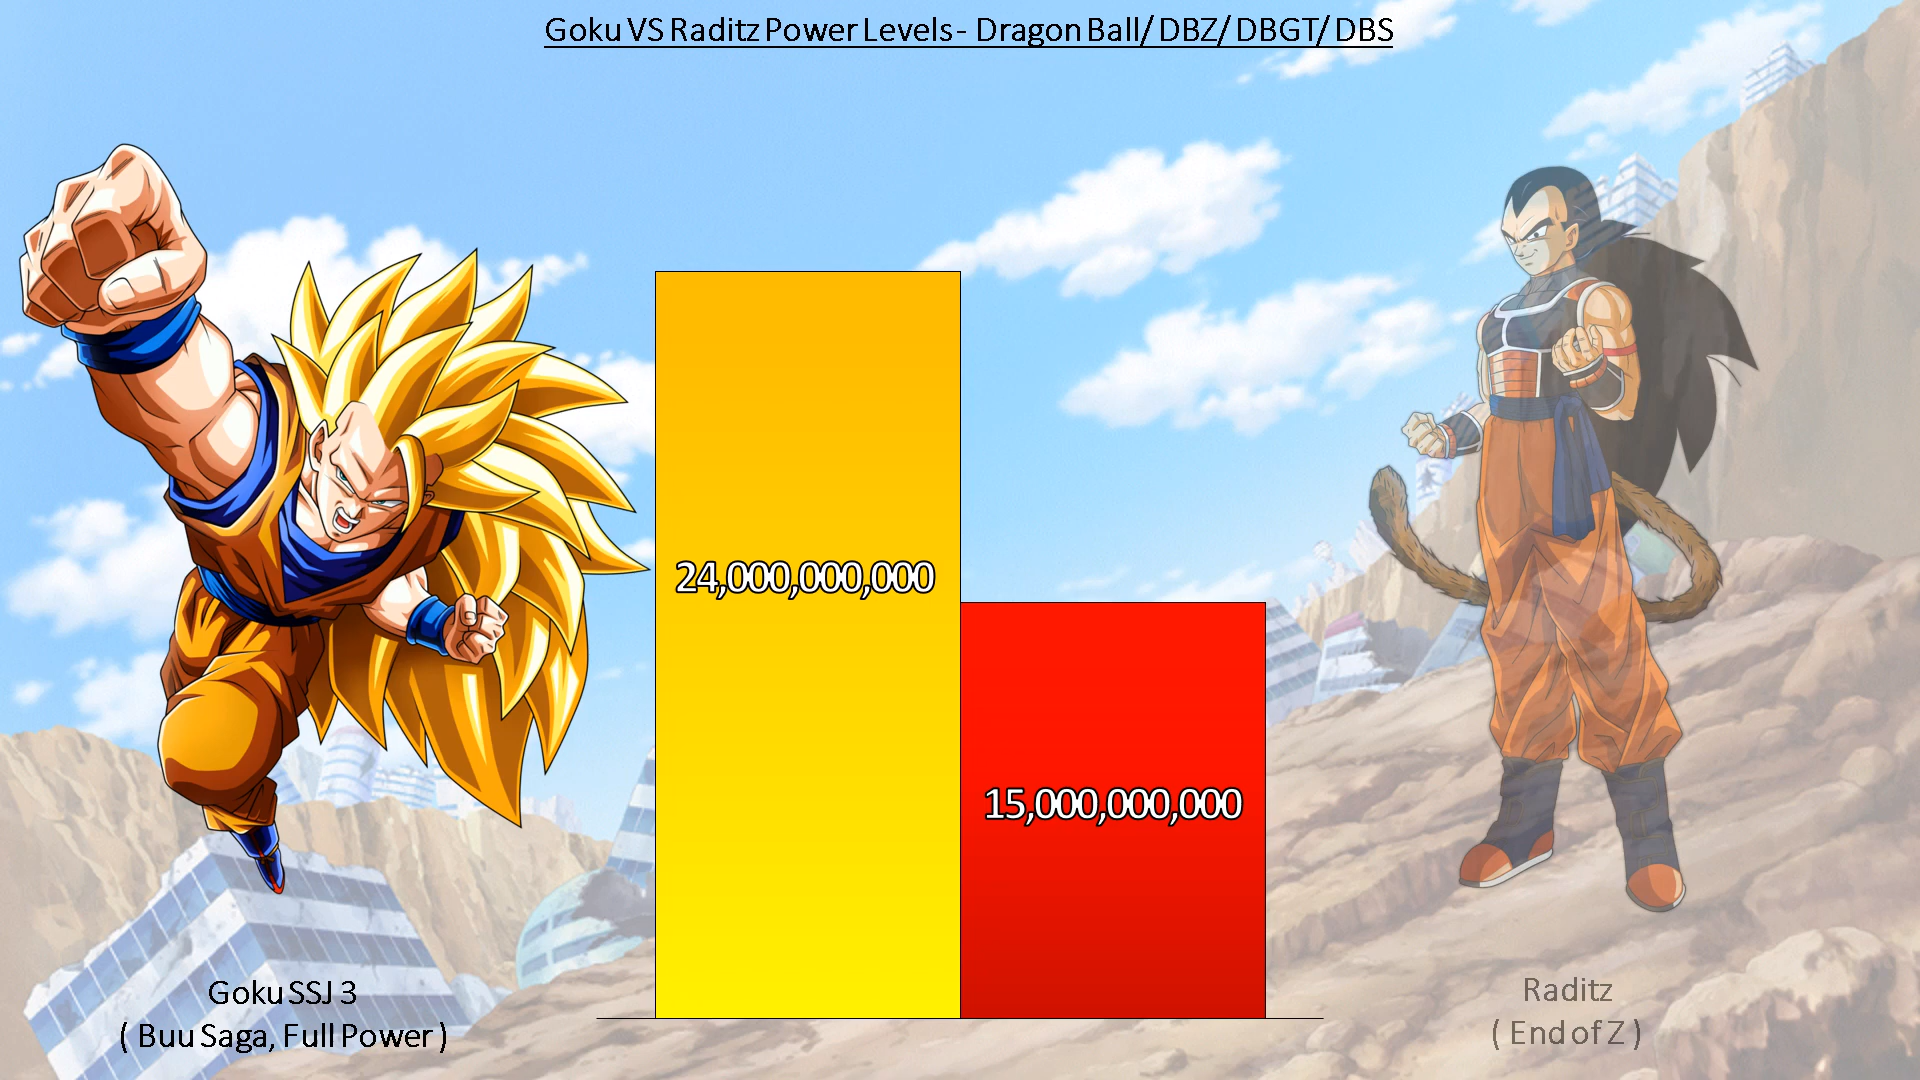 Goku VS Raditz Power Levels - Dragon Ball/ DBZ/ DBGT/ DBS
24,000,000,000
15,000,000,000
Goku SSJ 3
( Buu Saga, Full Power )
Raditz
( End of Z )